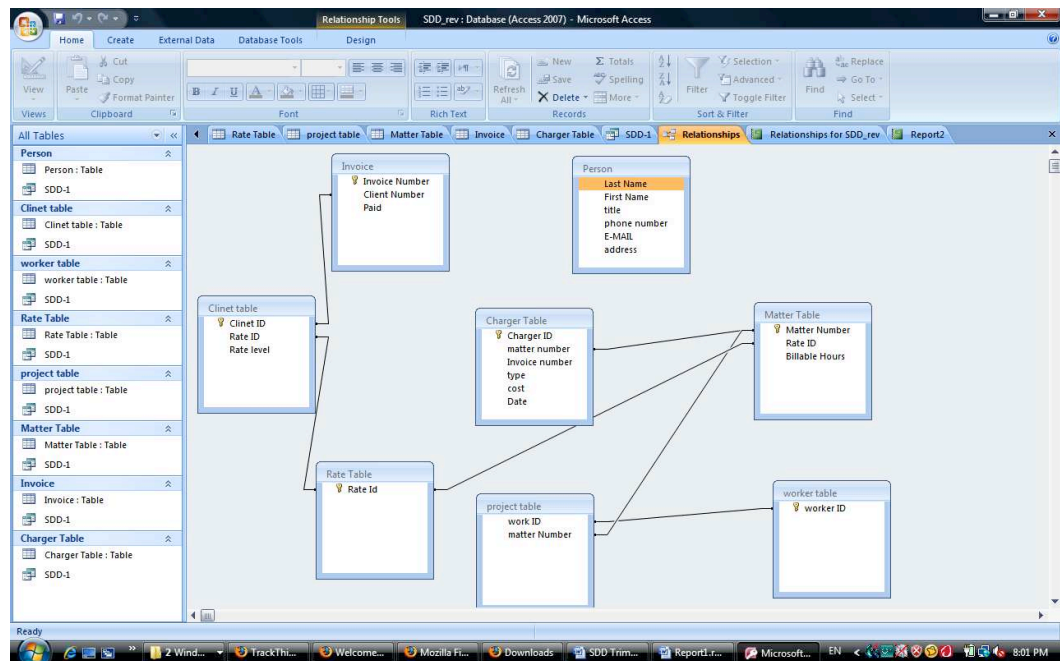 Relationship Tools
SDD_rev : Database (Access 2007) - Microsoft Access
Home Create External Data Database Tools Design
View
Views
Paste
Cut
Copy
Format Painter
Clipboard
B I U A
Font
Rich Text
Refresh All
New
Save
Delete
Totals
Spelling
More
Records
Filter
Selection
Advanced
Toggle Filter
Sort & Filter
Find
Replace
Go To
Select
Find
All Tables
Rate Table project table Matter Table Invoice Charger Table SDD-1 Relationships Relationships for SDD_rev Report2
Person
Person : Table
SDD-1
Clinet table
Clinet table : Table
SDD-1
worker table
worker table : Table
SDD-1
Rate Table
Rate Table : Table
SDD-1
project table
project table : Table
SDD-1
Matter Table
Matter Table : Table
SDD-1
Invoice
Invoice : Table
SDD-1
Charger Table
Charger Table : Table
SDD-1
Invoice
Invoice Number
Client Number
Paid
Person
Last Name
First Name
title
phone number
E-MAIL
address
Clinet table
Clinet ID
Rate ID
Rate level
Charger Table
Charger ID
matter number
Invoice number
type
cost
Date
Matter Table
Matter Number
Rate ID
Billable Hours
Rate Table
Rate Id
project table
work ID
matter Number
worker table
worker ID
Ready
2 Wind... TrackThi... Welcome... Mozilla Fi... Downloads SDD Trim... Report1.r... Microsoft... EN 8:01 PM